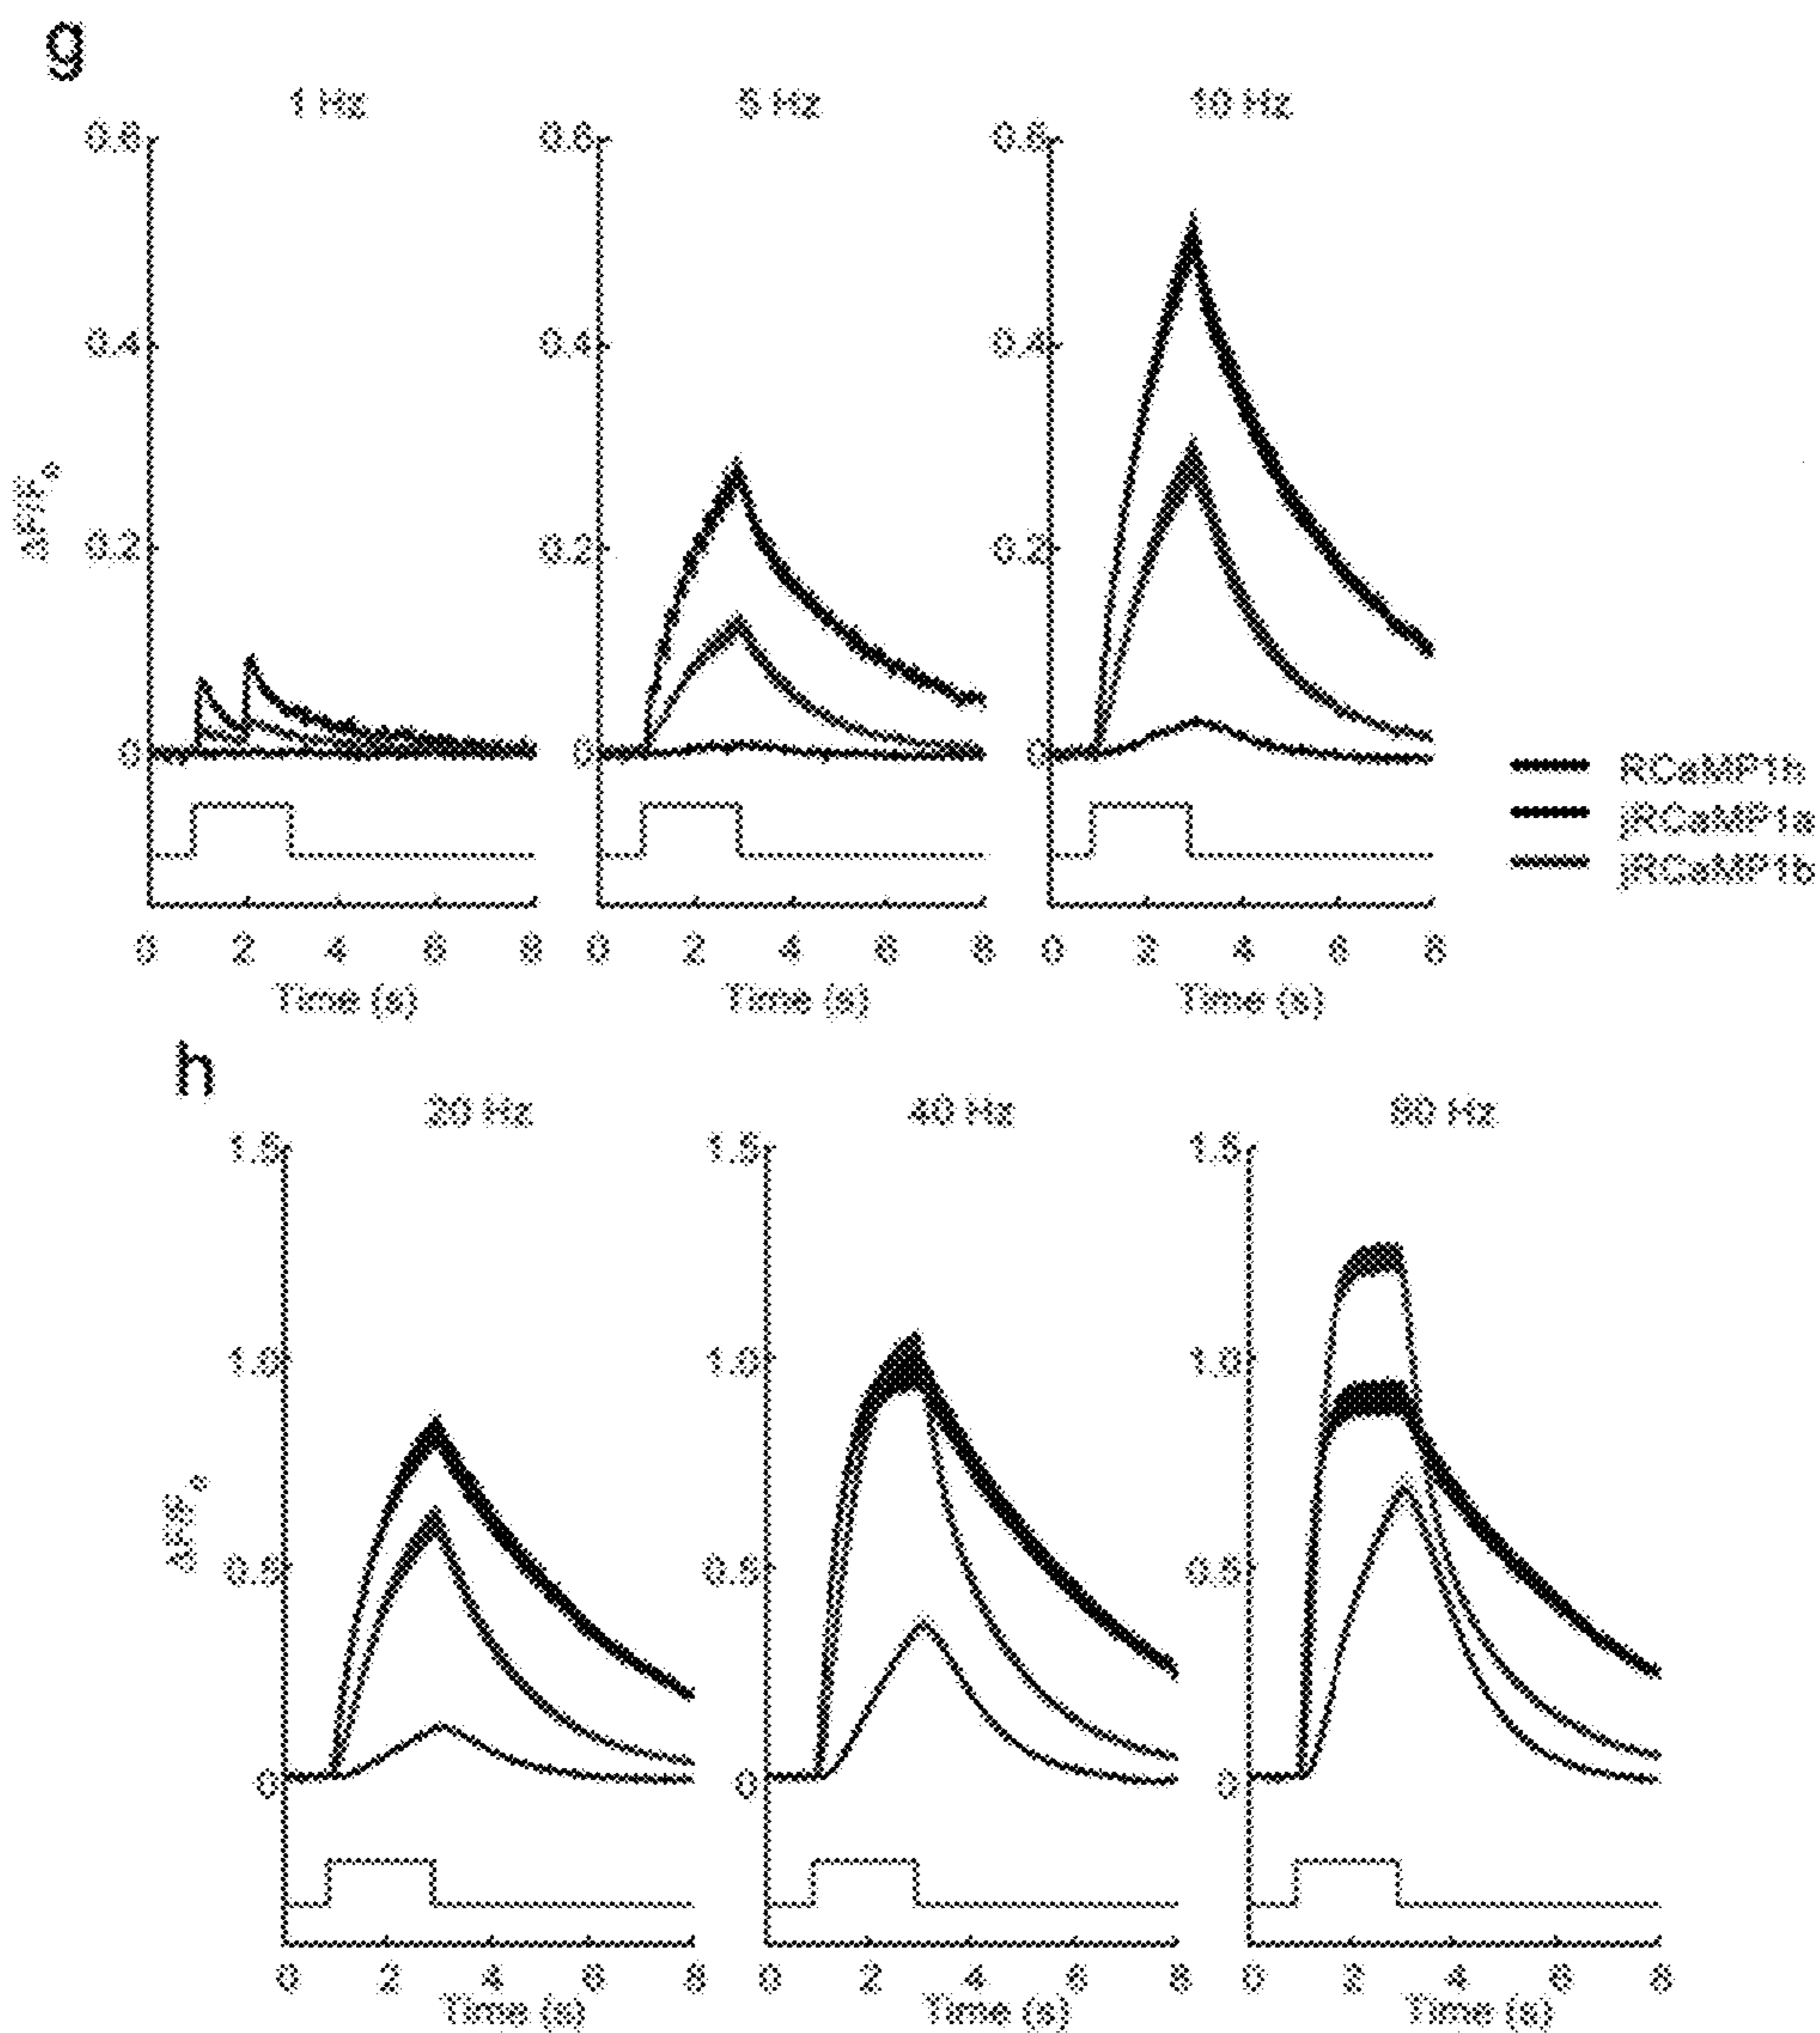 g
1 Hz 5 Hz 10 Hz
0.6 0.6 0.6
0.4 0.4 0.4
ΔF/F₀
0.2 0.2 0.2
0 0 0
RCaMP1h
jRCaMP1a
jRCaMP1b
0 2 4 6 8 0 2 4 6 8 0 2 4 6 8
Time (s) Time (s) Time (s)
h
20 Hz 40 Hz 80 Hz
1.5 1.5 1.5
1.0 1.0 1.0
ΔF/F₀
0.5 0.5 0.5
0 0 0
0 2 4 6 8 0 2 4 6 8 0 2 4 6 8
Time (s) Time (s) Time (s)